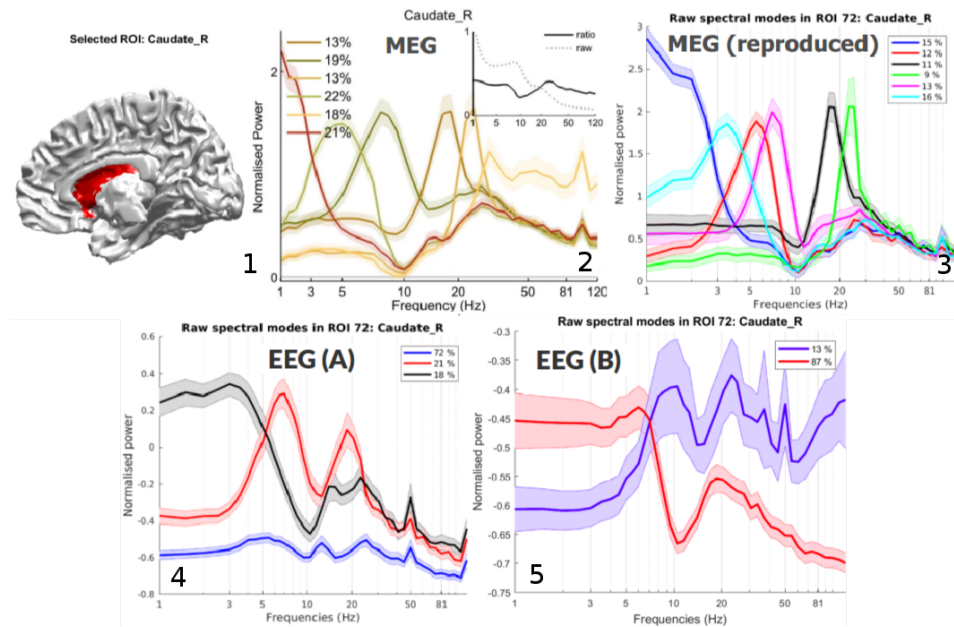 Selected ROI: Caudate_R
1
Caudate_R
MEG
13%
19%
13%
22%
18%
21%
ratio
raw
1
0
1 5 10 20 50 120
Normalised Power
2
0
1 3 5 10 20 50 81 120
Frequency (Hz)
2
Raw spectral modes in ROI 72: Caudate_R
MEG (reproduced)
15 %
12 %
11 %
9 %
13 %
16 %
Normalised power
3
2.5
2
1.5
1
0.5
0
1 3 5 10 20 50 81
Frequencies (Hz)
3
Raw spectral modes in ROI 72: Caudate_R
EEG (A)
72 %
21 %
18 %
Normalised power
0.6
0.4
0.2
0
-0.2
-0.4
-0.6
-0.8
1 3 5 10 20 50 81
Frequencies (Hz)
4
Raw spectral modes in ROI 72: Caudate_R
EEG (B)
13 %
87 %
Normalised power
-0.3
-0.35
-0.4
-0.45
-0.5
-0.55
-0.6
-0.65
-0.7
-0.75
1 3 5 10 20 50 81
Frequencies (Hz)
5